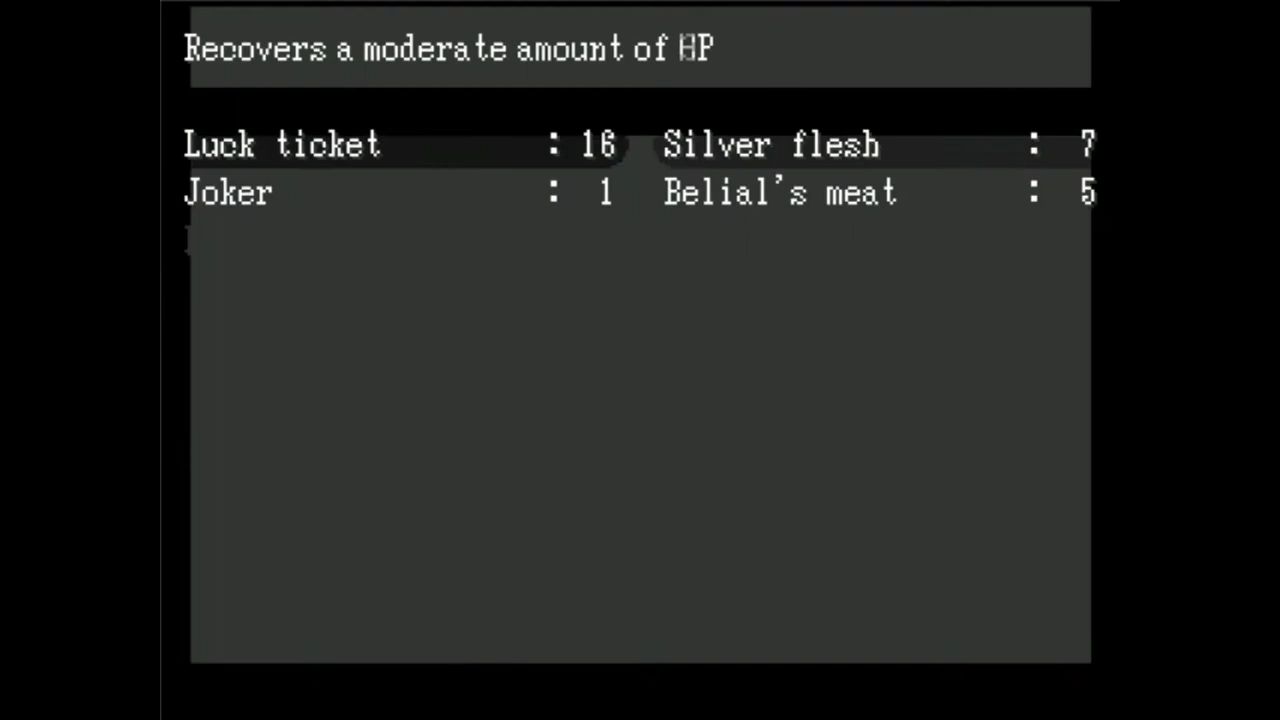 Recovers a moderate amount of HP
Luck ticket : 16 Silver flesh : 7
Joker : 1 Belial's meat : 5